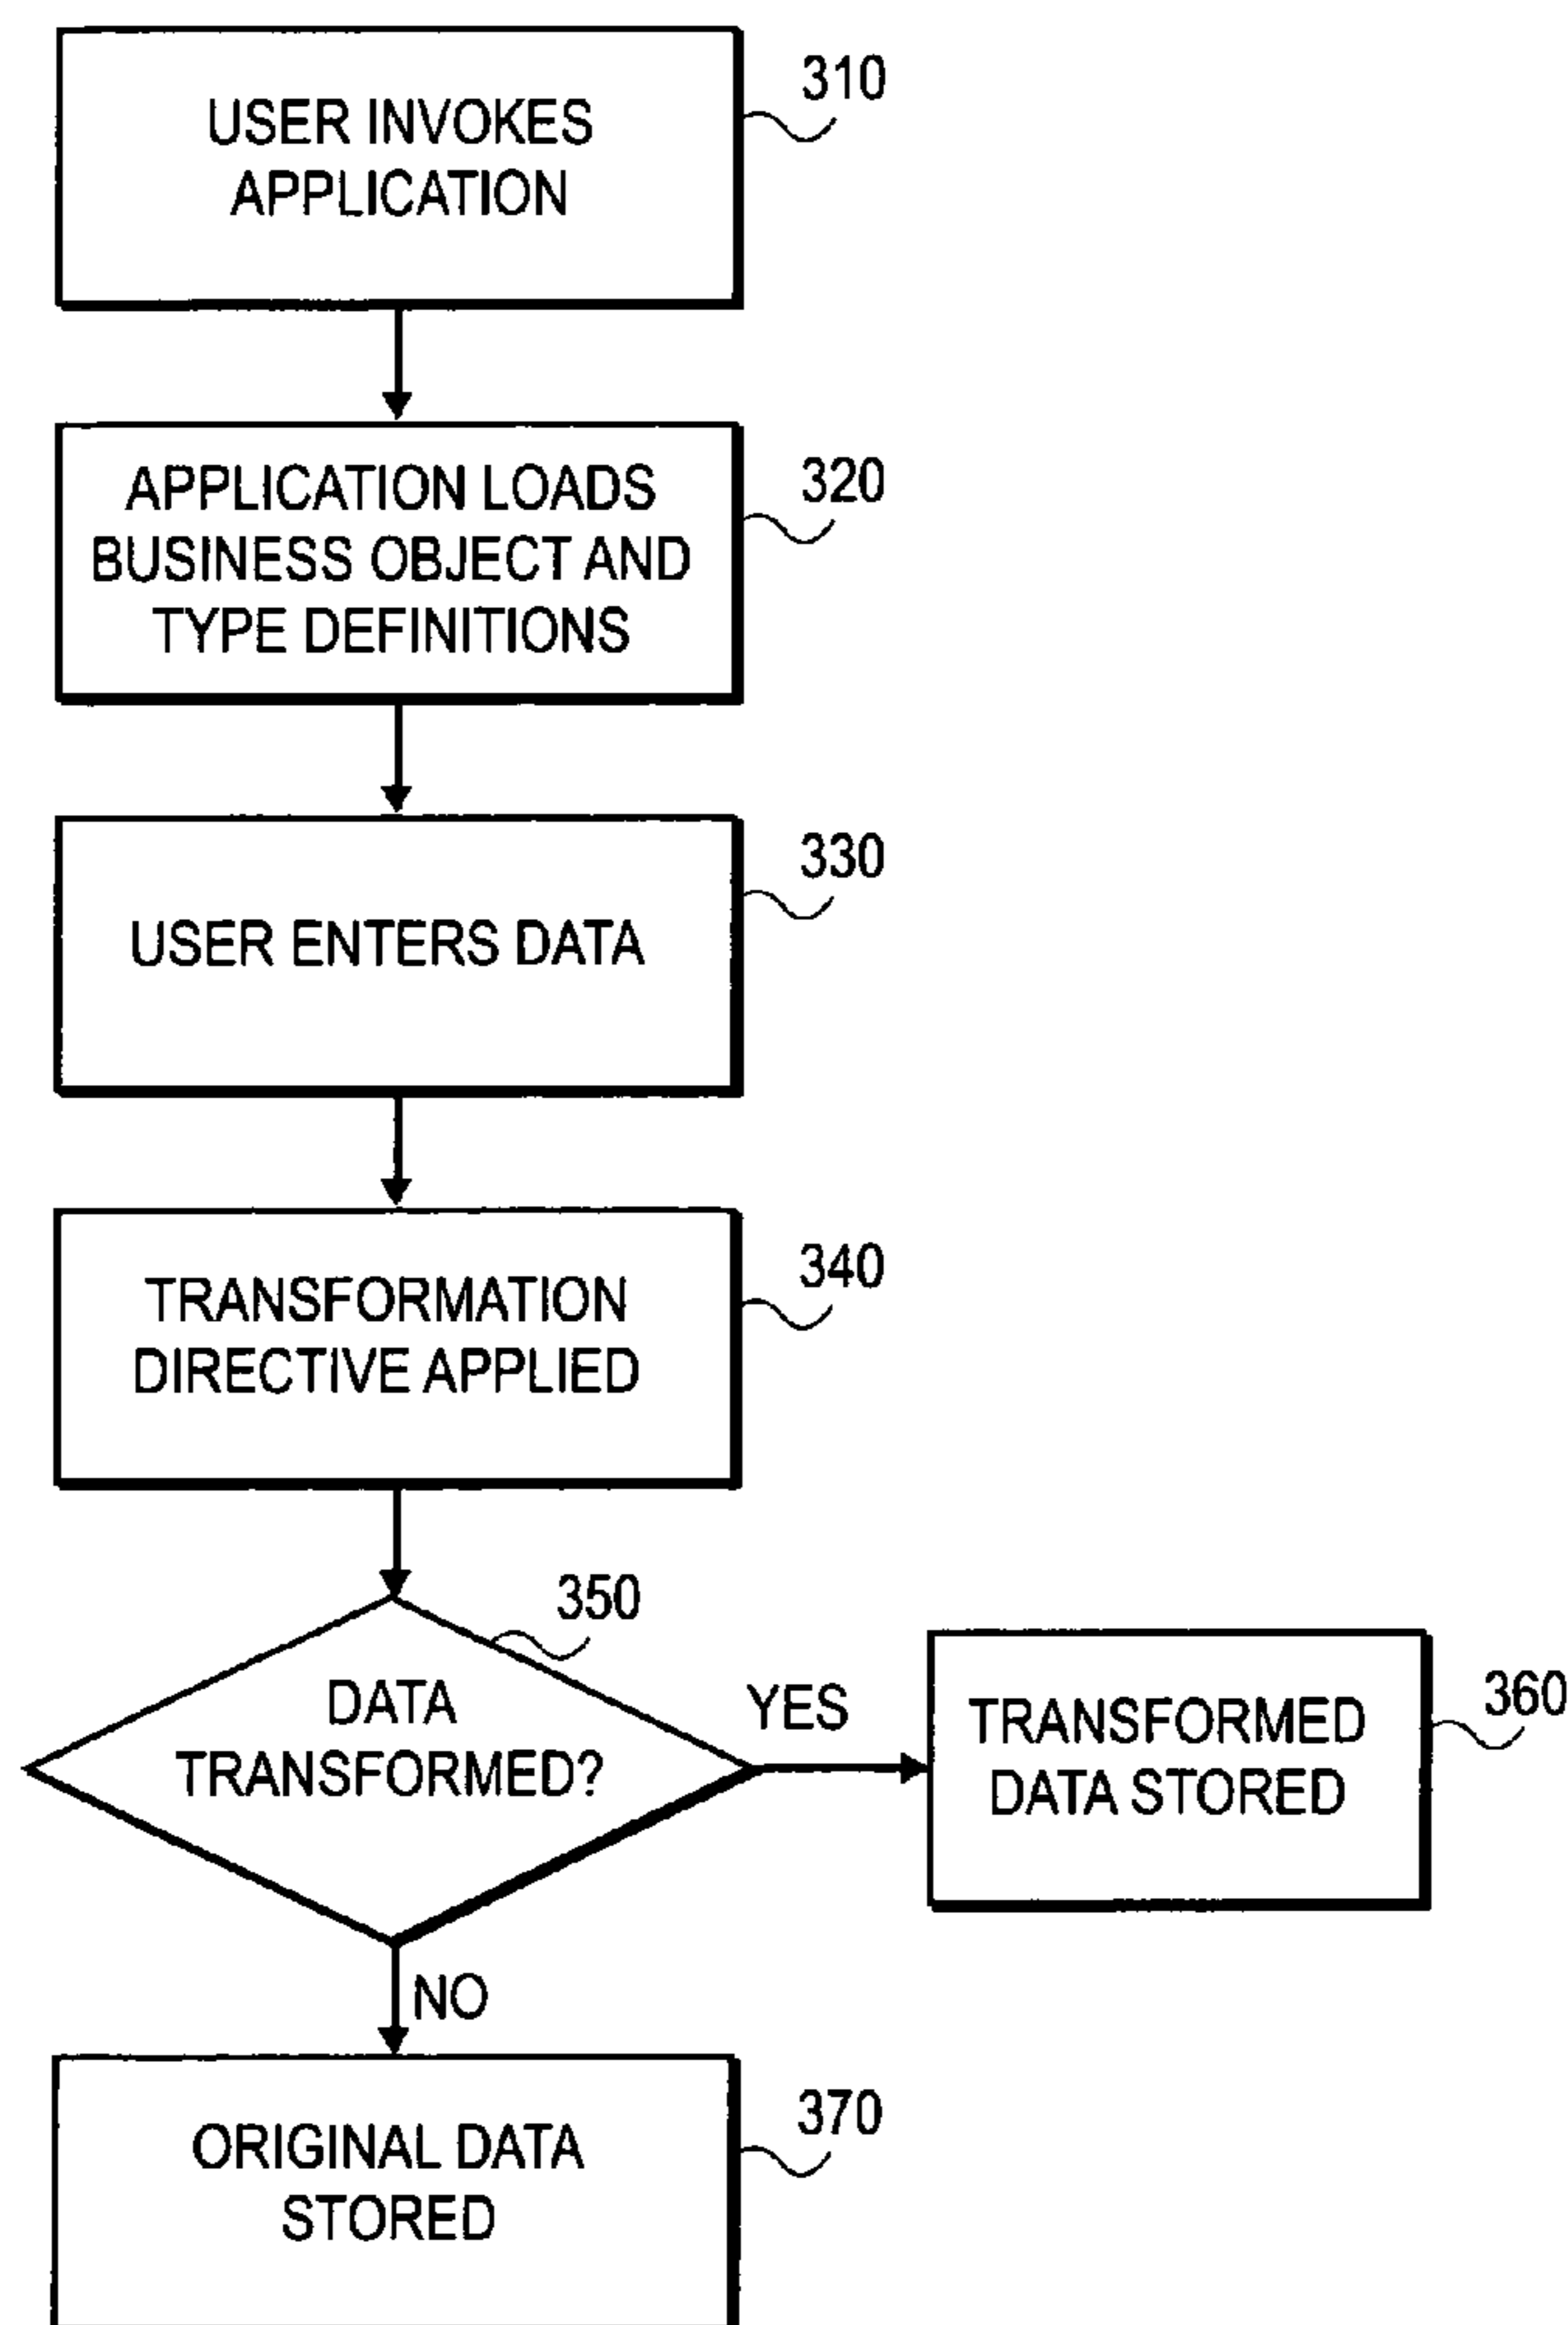 310
USER INVOKES
APPLICATION
320
APPLICATION LOADS
BUSINESS OBJECT AND
TYPE DEFINITIONS
330
USER ENTERS DATA
340
TRANSFORMATION
DIRECTIVE APPLIED
350
DATA
TRANSFORMED?
YES
360
TRANSFORMED
DATA STORED
NO
370
ORIGINAL DATA
STORED